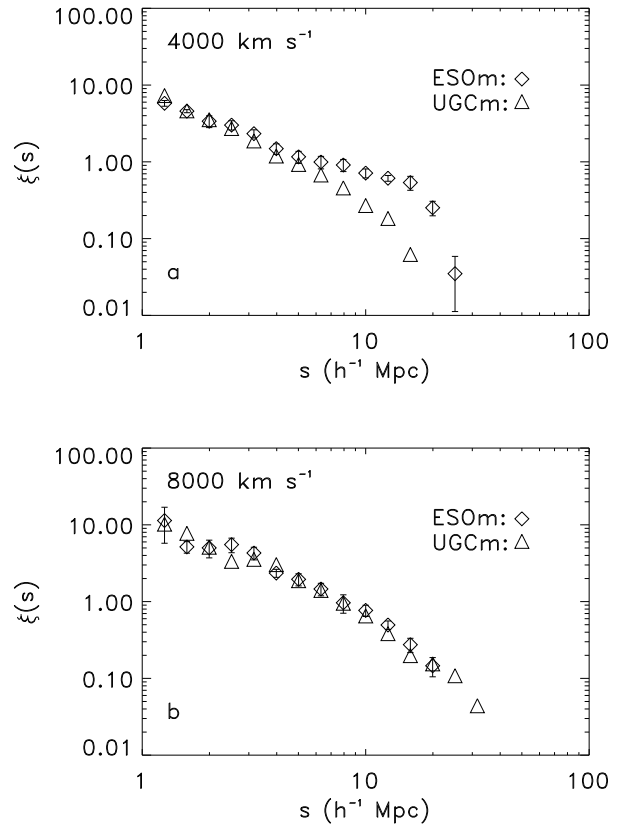 100.00
4000 km s⁻¹
ESOm: ◇
10.00
UGCm: △
ξ(s)
1.00
0.10
a
0.01
1 10 100
s (h⁻¹ Mpc)
100.00
8000 km s⁻¹
ESOm: ◇
10.00
UGCm: △
ξ(s)
1.00
0.10
b
0.01
1 10 100
s (h⁻¹ Mpc)